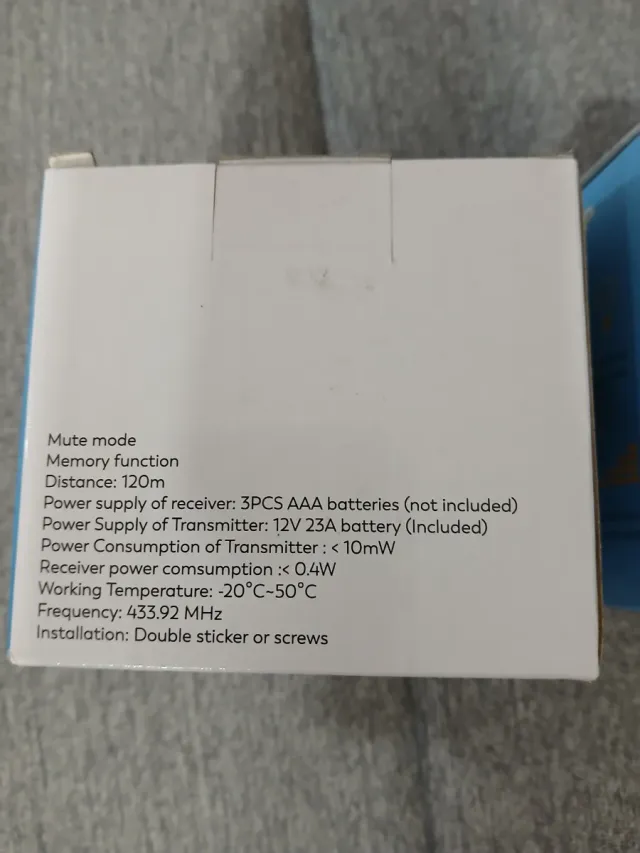 Mute mode
Memory function
Distance: 120m
Power supply of receiver: 3PCS AAA batteries (not included)
Power Supply of Transmitter: 12V 23A battery (Included)
Power Consumption of Transmitter : < 10mW
Receiver power comsumption :< 0.4W
Working Temperature: -20°C~50°C
Frequency: 433.92 MHz
Installation: Double sticker or screws